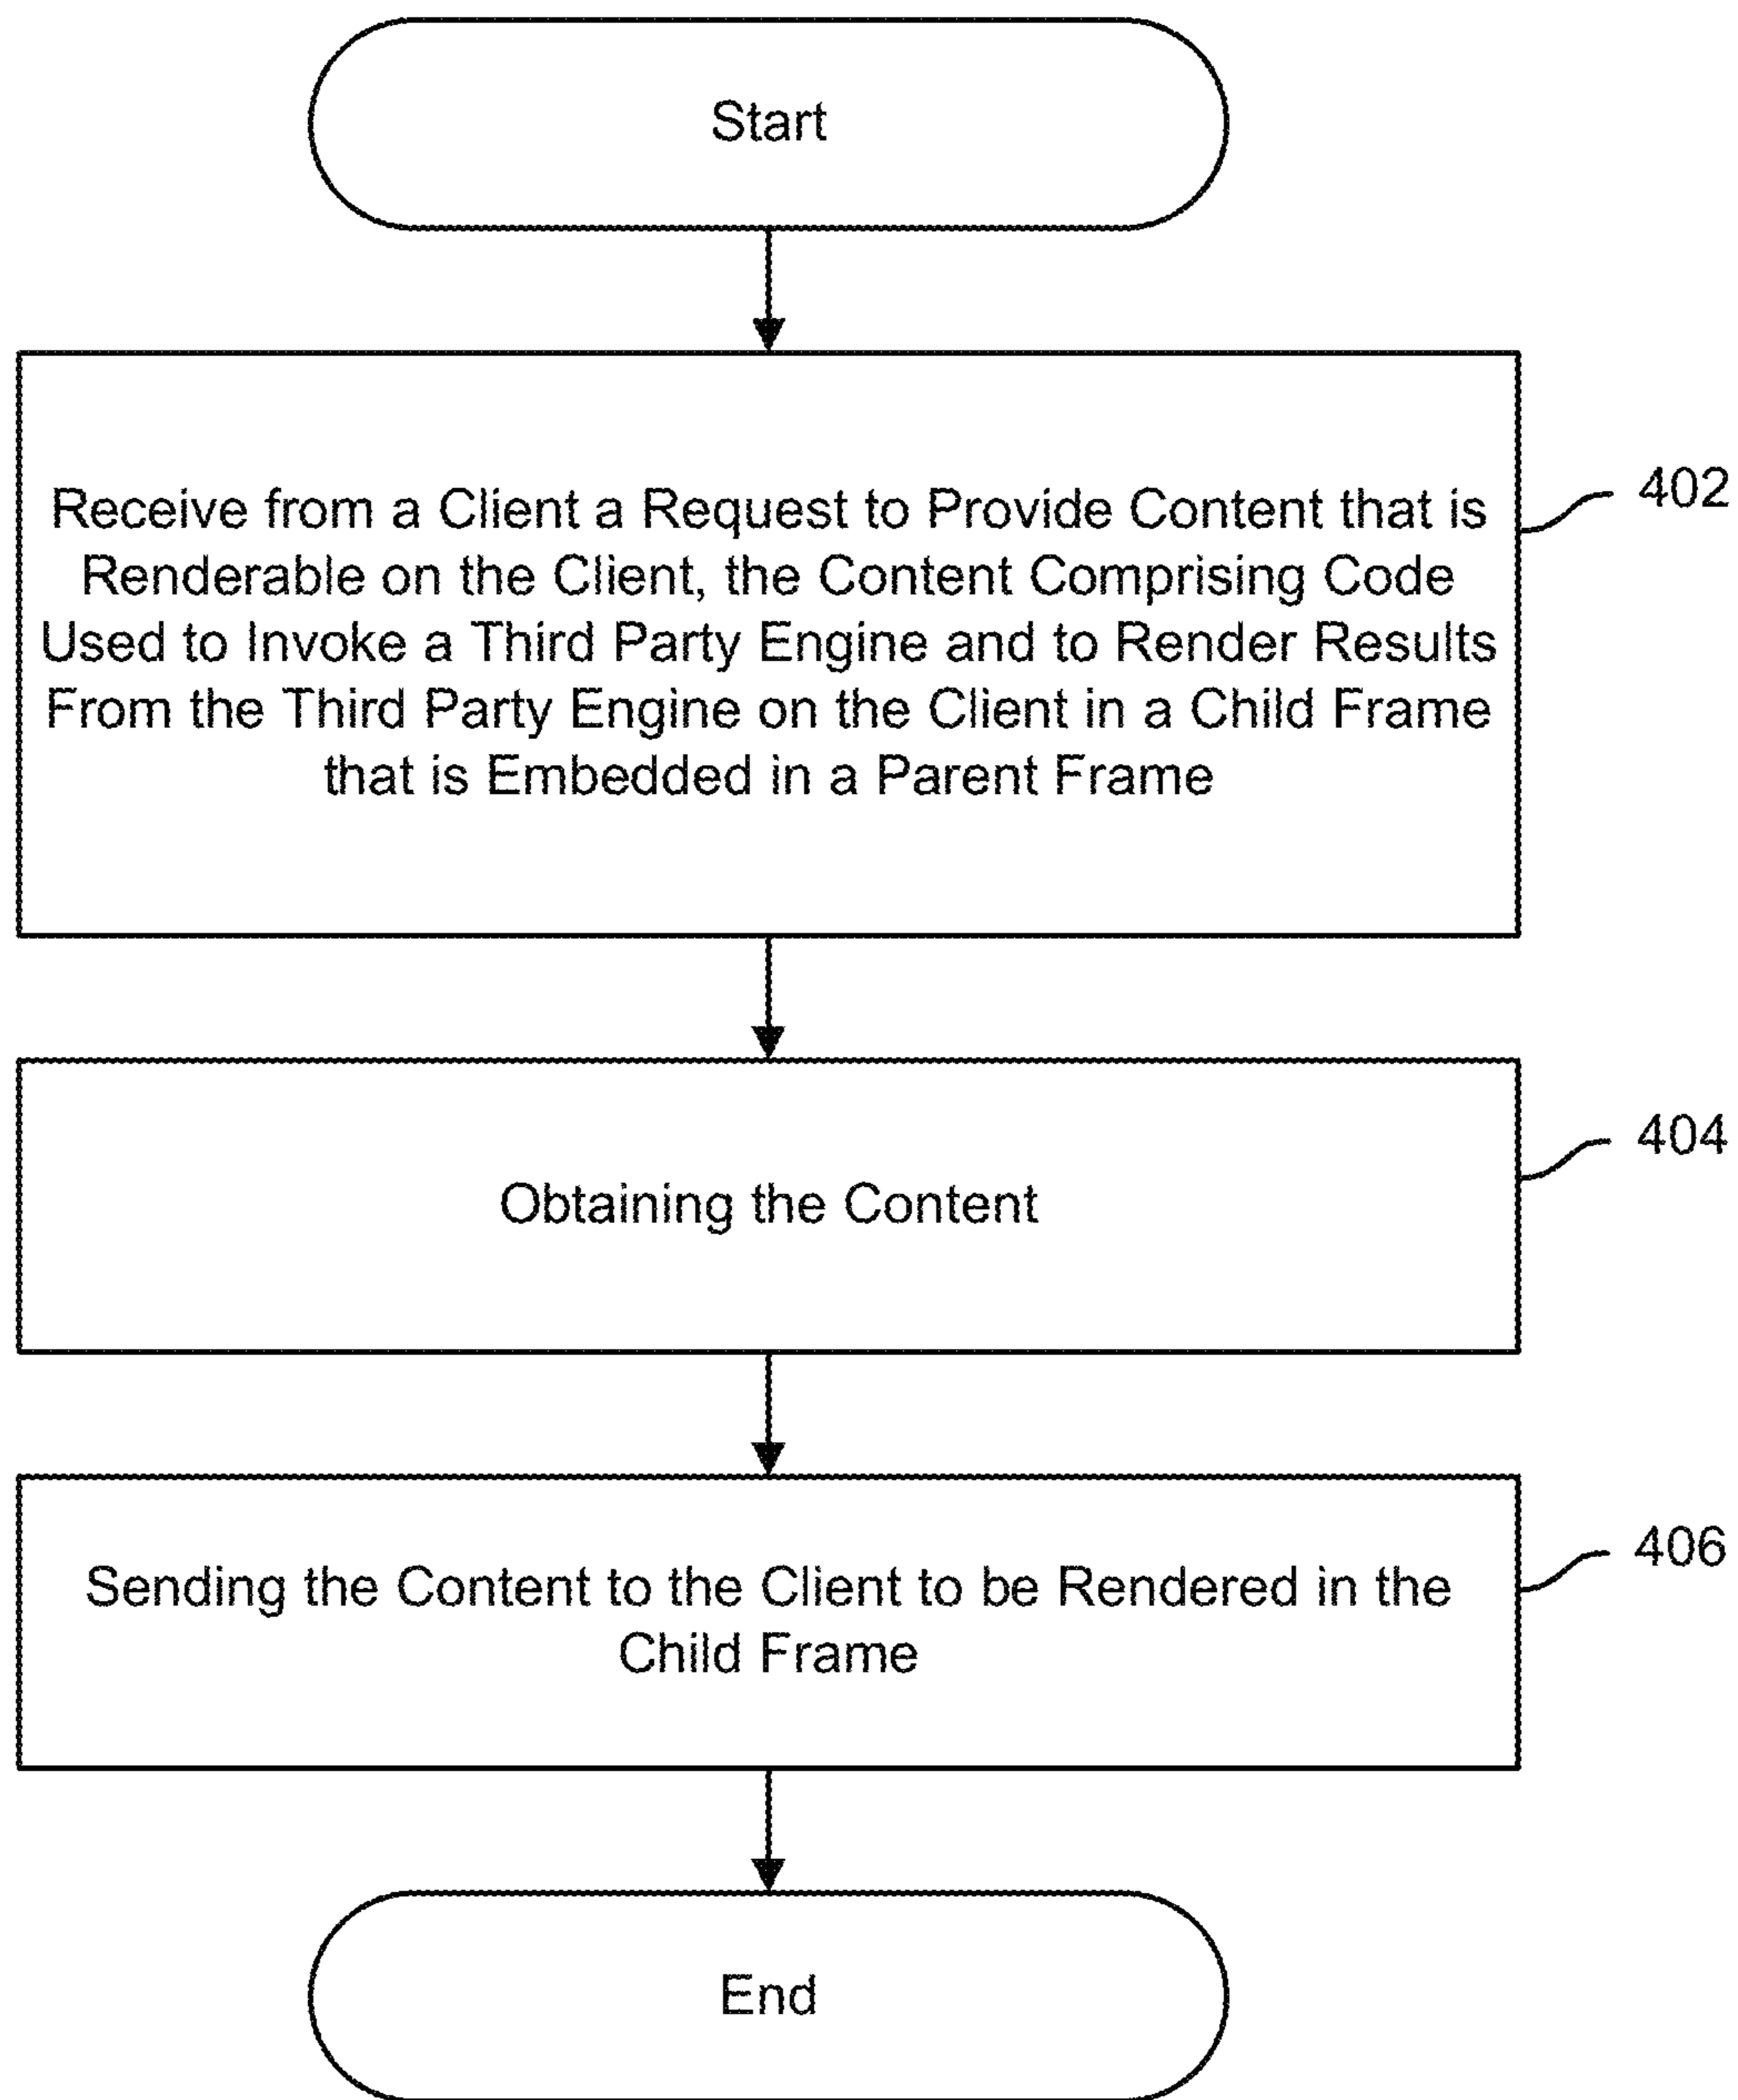 Start
Receive from a Client a Request to Provide Content that is
Renderable on the Client, the Content Comprising Code
Used to Invoke a Third Party Engine and to Render Results
From the Third Party Engine on the Client in a Child Frame
that is Embedded in a Parent Frame
402
Obtaining the Content
404
Sending the Content to the Client to be Rendered in the
Child Frame
406
End